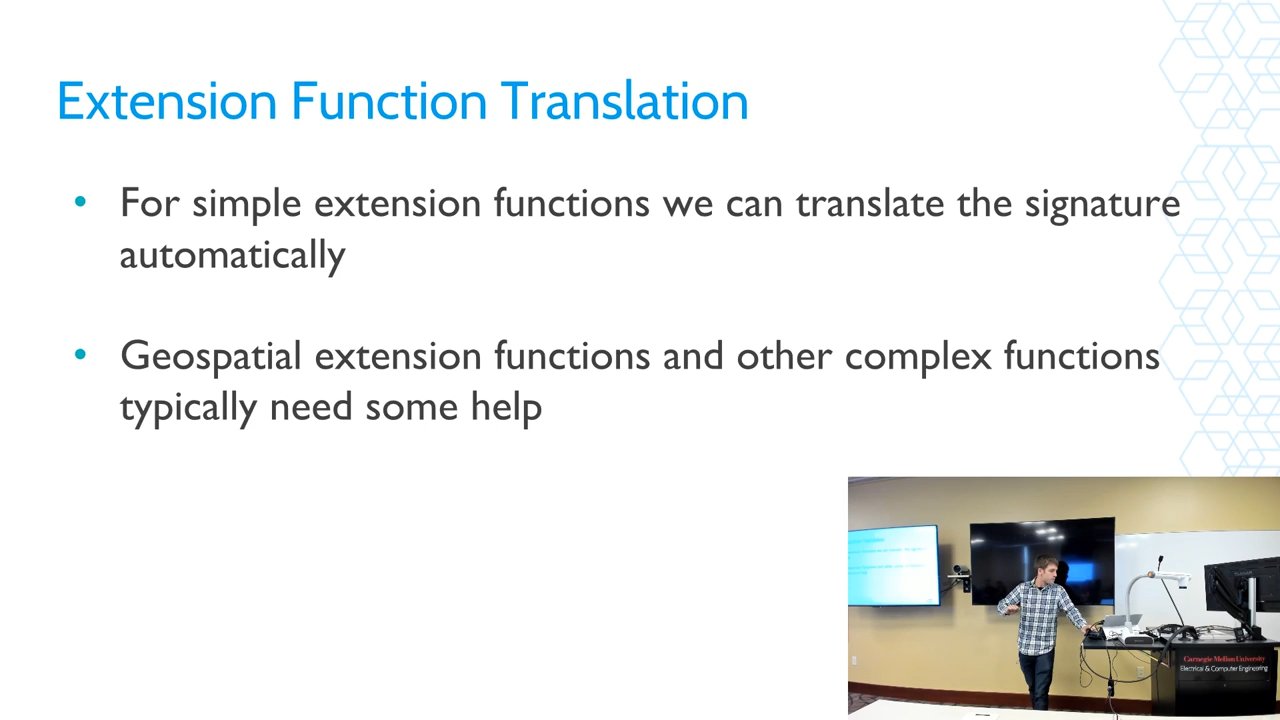 Extension Function Translation
• For simple extension functions we can translate the signature
automatically
• Geospatial extension functions and other complex functions
typically need some help
Carnegie Mellon University
Electrical & Computer Engineering